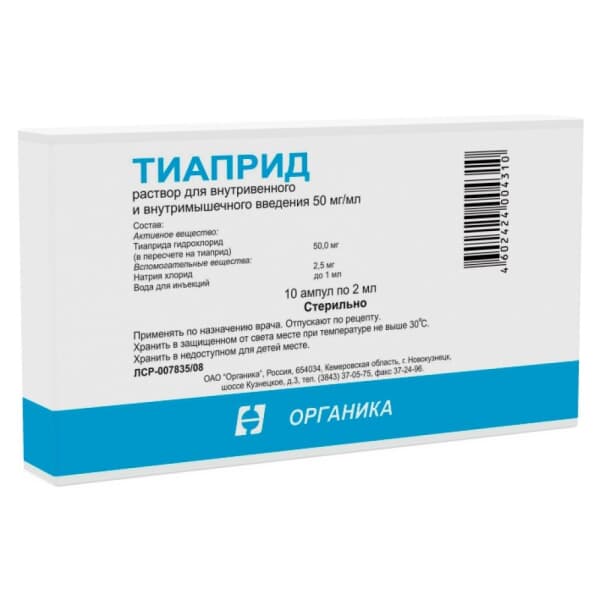 ТИАПРИД
раствор для внутривенного
и внутримышечного введения 50 мг/мл
Состав:
Активное вещество:
Тиаприда гидрохлорид
(в пересчете на тиаприд) 50,0 мг
Вспомогательные вещества:
Натрия хлорид 2,5 мг
Вода для инъекций до 1 мл
10 ампул по 2 мл
Стерильно
Применять по назначению врача. Отпускают по рецепту.
Хранить в защищенном от света месте при температуре не выше 30°С.
Хранить в недоступном для детей месте.
ЛСР-007835/08
ОАО "Органика", Россия, 654034, Кемеровская область, г. Новокузнецк,
шоссе Кузнецкое, д.3, тел. (3843) 37-05-75, факс 37-24-96.
4602424004310
ОРГАНИКА